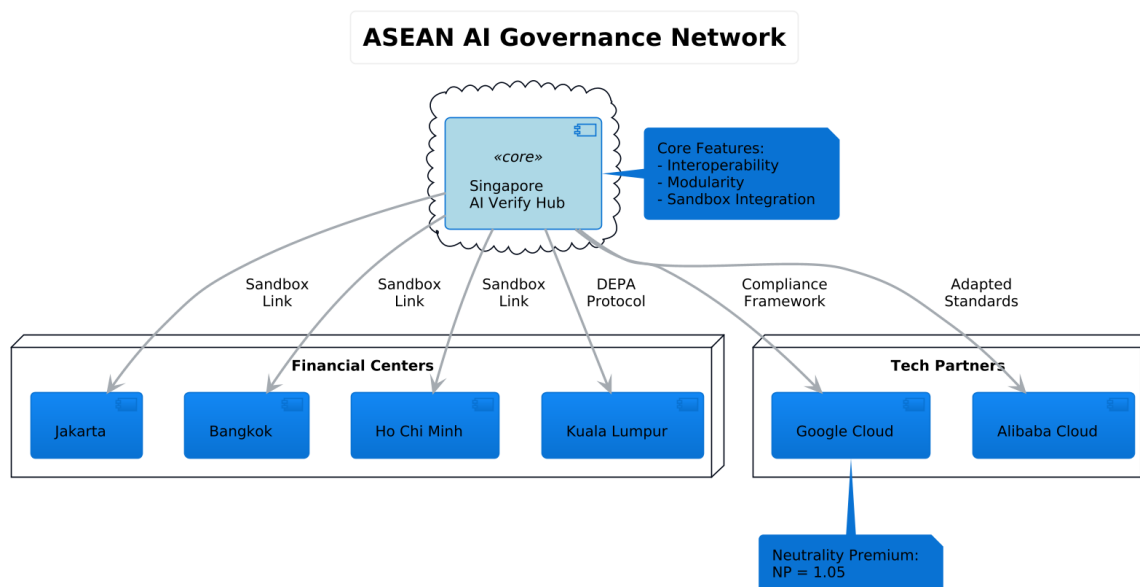 ASEAN AI Governance Network
«core»
Singapore
AI Verify Hub
Core Features:
- Interoperability
- Modularity
- Sandbox Integration
Sandbox
Link
Sandbox
Link
Sandbox
Link
DEPA
Protocol
Compliance
Framework
Adapted
Standards
Financial Centers
Jakarta
Bangkok
Ho Chi Minh
Kuala Lumpur
Tech Partners
Google Cloud
Alibaba Cloud
Neutrality Premium:
NP = 1.05